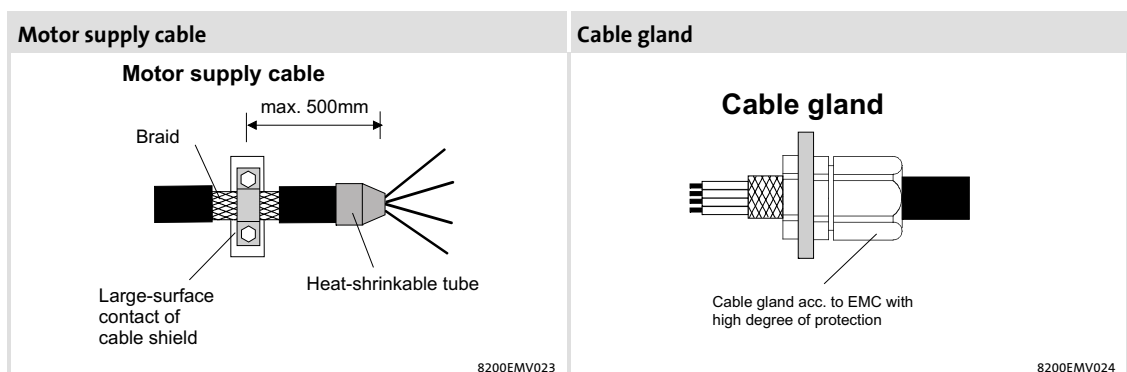 Motor supply cable
Motor supply cable
max. 500mm
Braid
Heat-shrinkable tube
Large-surface
contact of
cable shield
8200EMV023
Cable gland
Cable gland
Cable gland acc. to EMC with
high degree of protection
8200EMV024